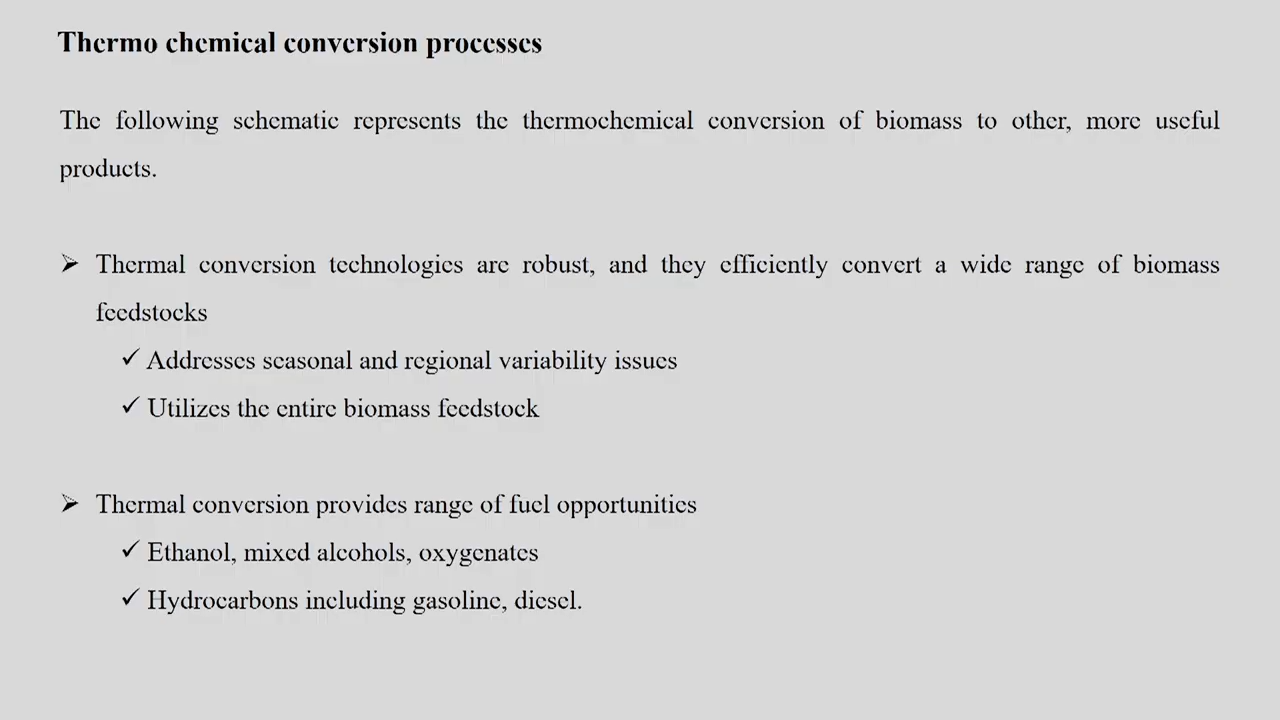 Thermo chemical conversion processes
The following schematic represents the thermochemical conversion of biomass to other, more useful
products.
➢ Thermal conversion technologies are robust, and they efficiently convert a wide range of biomass
feedstocks
✓ Addresses seasonal and regional variability issues
✓ Utilizes the entire biomass feedstock
➢ Thermal conversion provides range of fuel opportunities
✓ Ethanol, mixed alcohols, oxygenates
✓ Hydrocarbons including gasoline, diesel.